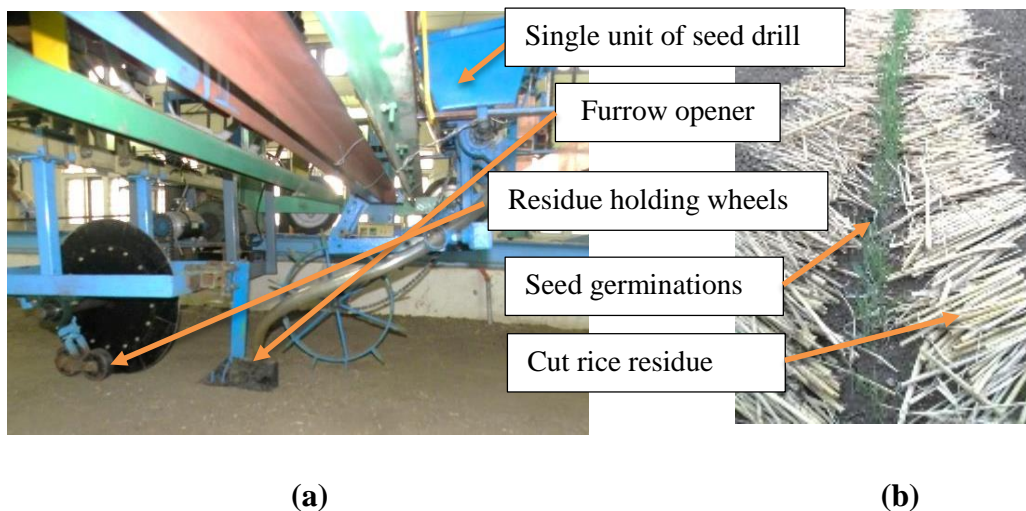 Single unit of seed drill
Furrow opener
Residue holding wheels
Seed germinations
Cut rice residue
(a)
(b)